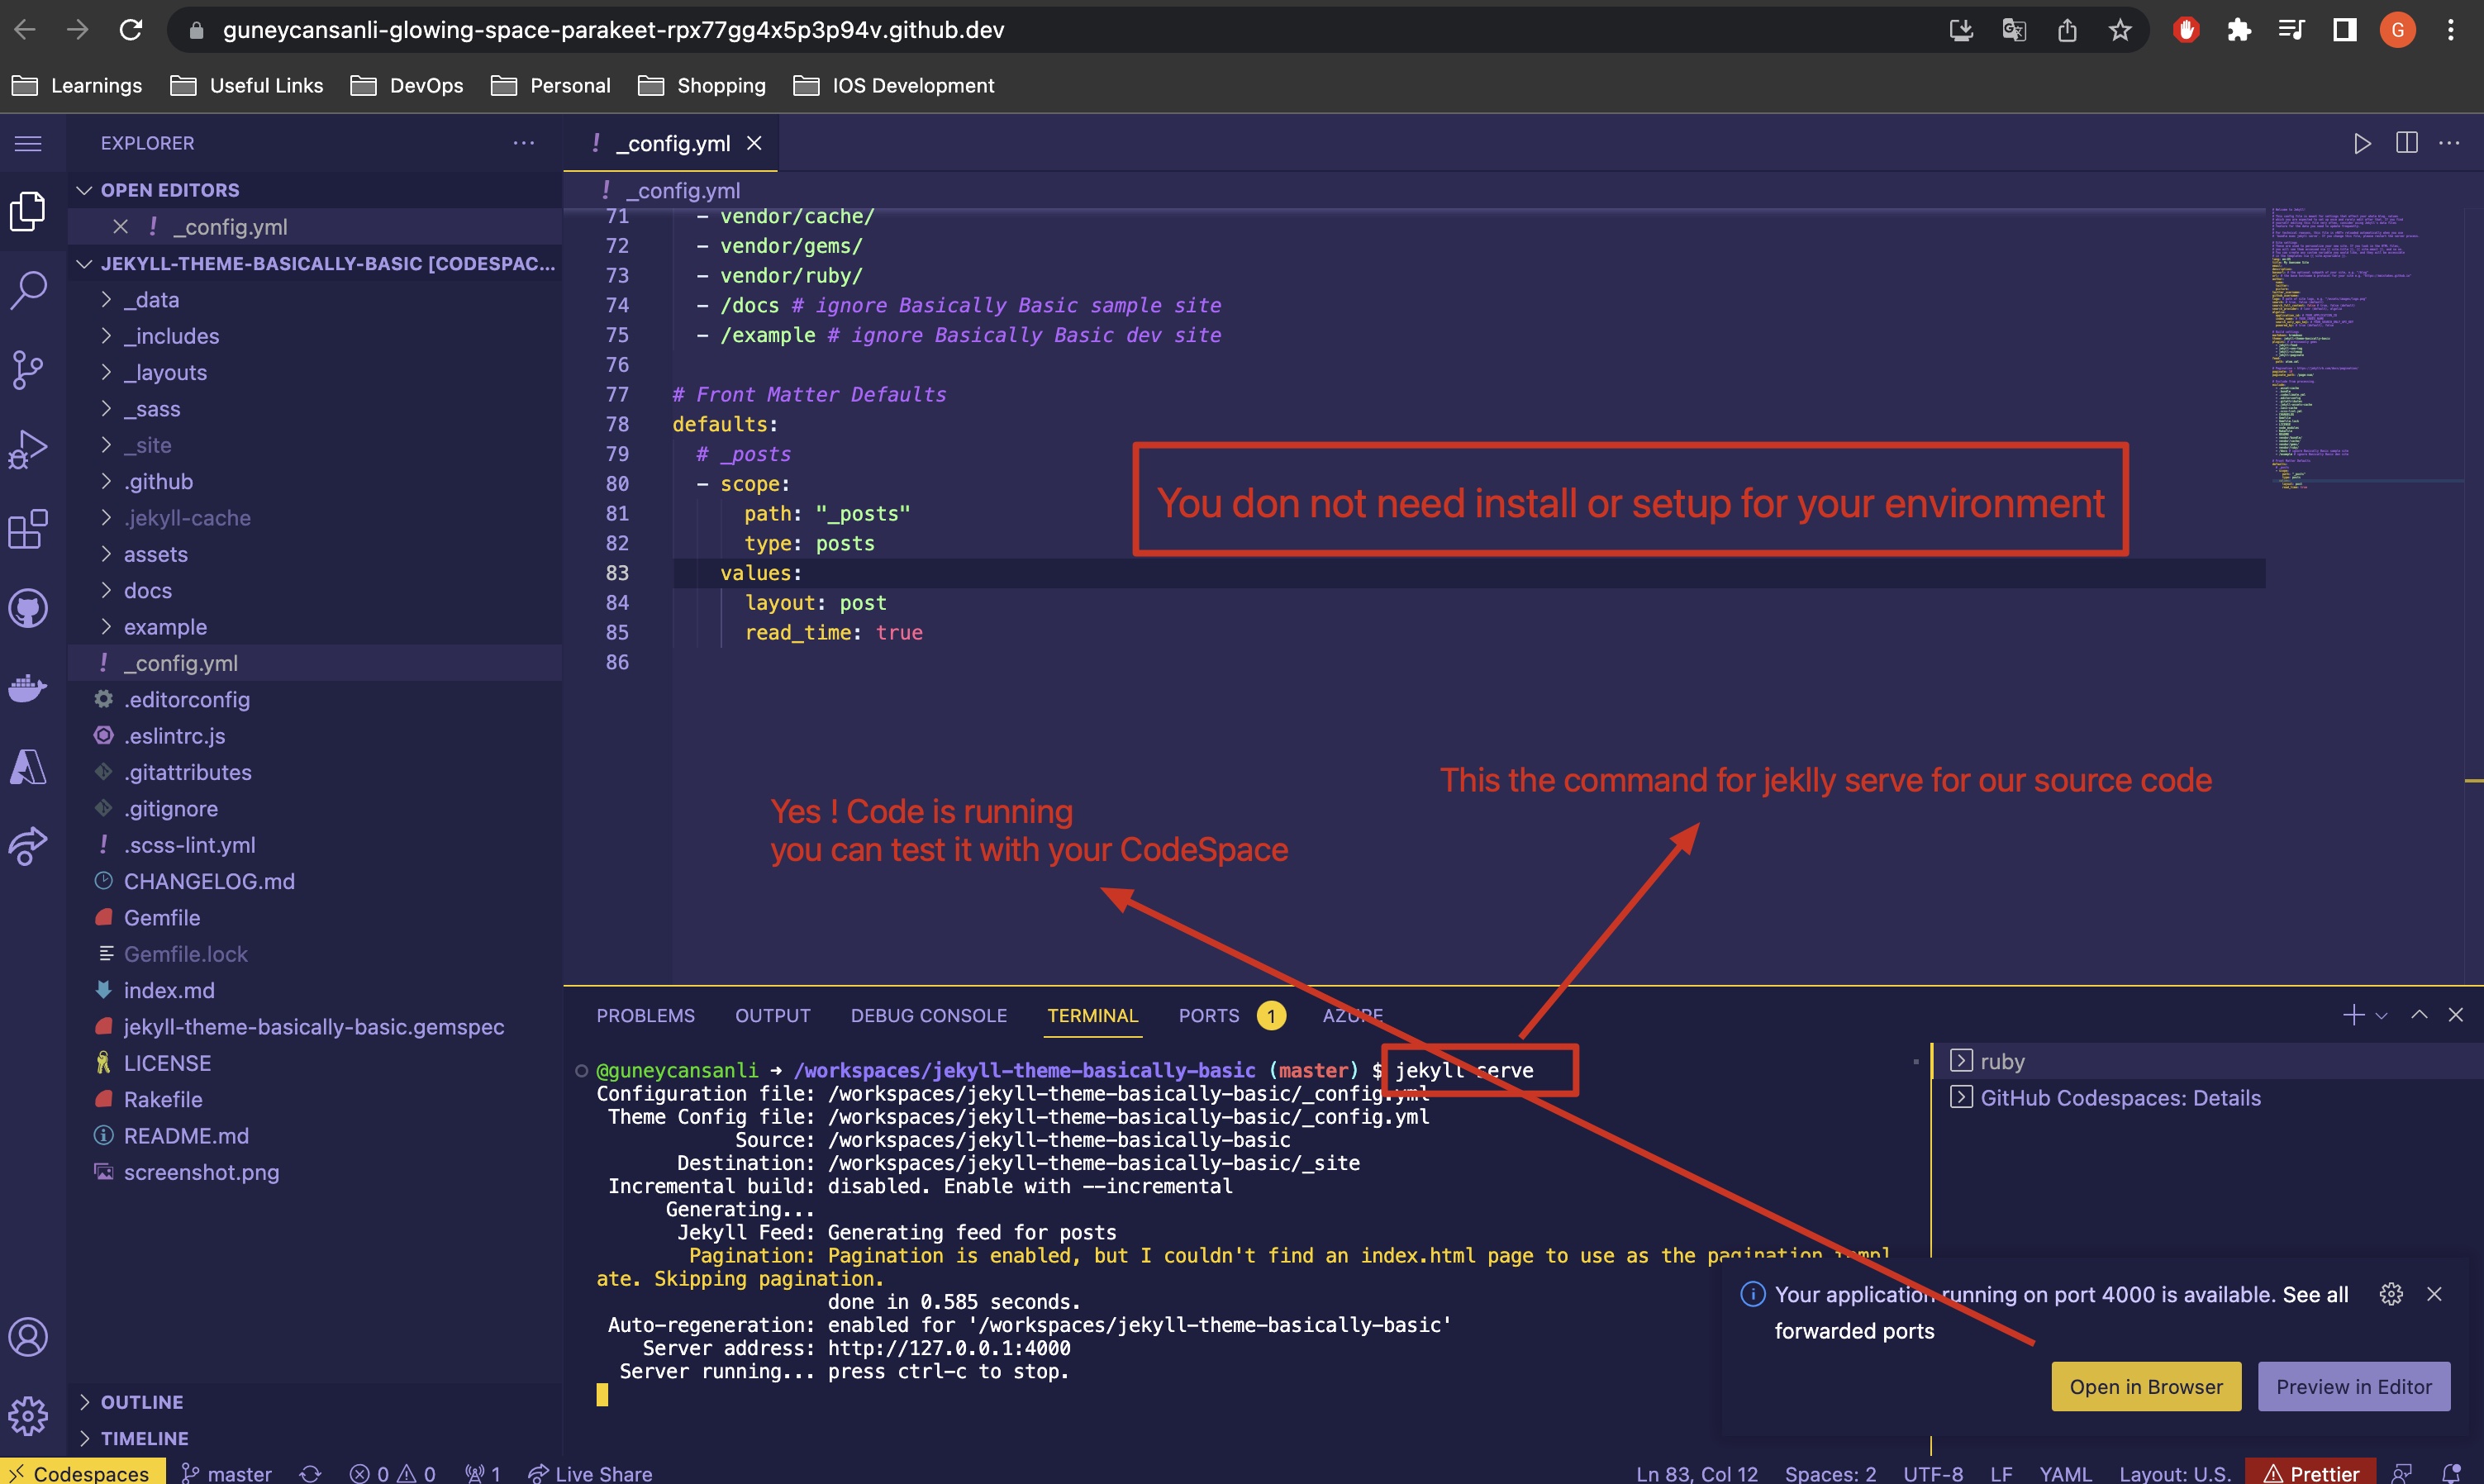 guneycansanli-glowing-space-parakeet-rpx77gg4x5p3p94v.github.dev
G
Learnings
Useful Links
DevOps
Personal
Shopping
IOS Development
EXPLORER
_config.yml
OPEN EDITORS
_config.yml
JEKYLL-THEME-BASICALLY-BASIC [CODESPAC...
_data
_includes
_layouts
_sass
_site
.github
.jekyll-cache
assets
docs
example
_config.yml
.editorconfig
.eslintrc.js
.gitattributes
.gitignore
.scss-lint.yml
CHANGELOG.md
Gemfile
Gemfile.lock
index.md
jekyll-theme-basically-basic.gemspec
LICENSE
Rakefile
README.md
screenshot.png
OUTLINE
TIMELINE
_config.yml
71 - vendor/cache/
72 - vendor/gems/
73 - vendor/ruby/
74 - /docs # ignore Basically Basic sample site
75 - /example # ignore Basically Basic dev site
76
77 # Front Matter Defaults
78 defaults:
79 # _posts
80 - scope:
81 path: "_posts"
82 type: posts
83 values:
84 layout: post
85 read_time: true
86
You don not need install or setup for your environment
This the command for jeklly serve for our source code
Yes ! Code is running
you can test it with your CodeSpace
PROBLEMS
OUTPUT
DEBUG CONSOLE
TERMINAL
PORTS 1
AZURE
@guneycansanli ➜ /workspaces/jekyll-theme-basically-basic (master) $ jekyll serve
Configuration file: /workspaces/jekyll-theme-basically-basic/_config.yml
Theme Config file: /workspaces/jekyll-theme-basically-basic/_config.yml
Source: /workspaces/jekyll-theme-basically-basic
Destination: /workspaces/jekyll-theme-basically-basic/_site
Incremental build: disabled. Enable with --incremental
Generating...
Jekyll Feed: Generating feed for posts
Pagination: Pagination is enabled, but I couldn't find an index.html page to use as the pagination templ
ate. Skipping pagination.
done in 0.585 seconds.
Auto-regeneration: enabled for '/workspaces/jekyll-theme-basically-basic'
Server address: http://127.0.0.1:4000
Server running... press ctrl-c to stop.
ruby
GitHub Codespaces: Details
Your application running on port 4000 is available. See all
forwarded ports
Open in Browser
Preview in Editor
Codespaces
master
0
0
1
Live Share
Ln 83, Col 12
Spaces: 2
UTF-8
LF
YAML
Layout: U.S.
Prettier